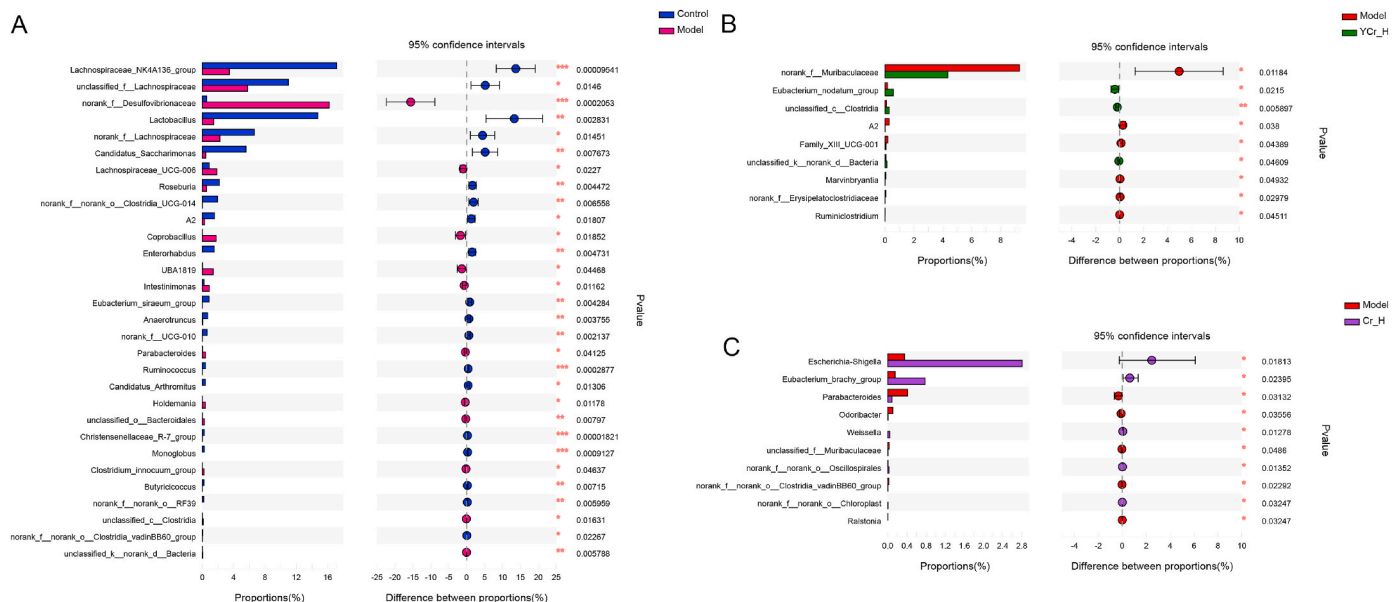 A
Control
Model
95% confidence intervals
Lachnospiraceae_NK4A136_group *** 0.00009541
unclassified_f__Lachnospiraceae * 0.0146
norank_f__Desulfovibrionaceae *** 0.0002053
Lactobacillus ** 0.002831
norank_f__Lachnospiraceae * 0.01451
Candidatus_Saccharimonas ** 0.007673
Lachnospiraceae_UCG-006 * 0.0227
Roseburia ** 0.004472
norank_f__norank_o__Clostridia_UCG-014 ** 0.006558
A2 * 0.01807
Coprobacillus * 0.01852
Enterorhabdus ** 0.004731
UBA1819 * 0.04468
Intestinimonas * 0.01162
Eubacterium_siraeum_group ** 0.004284
Anaerotruncus ** 0.003755
norank_f__UCG-010 ** 0.002137
Parabacteroides * 0.04125
Ruminococcus *** 0.0002877
Candidatus_Arthromitus * 0.01306
Holdemania * 0.01178
unclassified_o__Bacteroidales ** 0.00797
Christensenellaceae_R-7_group *** 0.00001821
Monoglobus *** 0.0009127
Clostridium_innocuum_group * 0.04637
Butyricicoccus ** 0.00715
norank_f__norank_o__RF39 ** 0.005959
unclassified_c__Clostridia * 0.01631
norank_f__norank_o__Clostridia_vadinBB60_group * 0.02267
unclassified_k__norank_d__Bacteria ** 0.005788
Pvalue
0 4 8 12 16 -25 -20 -15 -10 -5 0 5 10 15 20 25
Proportions(%) Difference between proportions(%)
B
Model
YCr_H
95% confidence intervals
norank_f__Muribaculaceae * 0.01184
Eubacterium_nodatum_group * 0.0215
unclassified_c__Clostridia ** 0.005897
A2 * 0.038
Family_XIII_UCG-001 * 0.04389
unclassified_k__norank_d__Bacteria * 0.04609
Marvinbryantia * 0.04932
norank_f__Erysipelatoclostridiaceae * 0.02979
Ruminiclostridium * 0.04511
Pvalue
0 2 4 6 8 -4 -2 0 2 4 6 8 10
Proportions(%) Difference between proportions(%)
C
Model
Cr_H
95% confidence intervals
Escherichia-Shigella * 0.01813
Eubacterium_brachy_group * 0.02395
Parabacteroides * 0.03132
Odoribacter * 0.03556
Weissella * 0.01278
unclassified_f__Muribaculaceae * 0.0486
norank_f__norank_o__Oscillospirales * 0.01352
norank_f__norank_o__Clostridia_vadinBB60_group * 0.02292
norank_f__norank_o__Chloroplast * 0.03247
Ralstonia * 0.03247
Pvalue
0.0 0.4 0.8 1.2 1.6 2.0 2.4 2.8 -4 -2 0 2 4 6 8 10
Proportions(%) Difference between proportions(%)